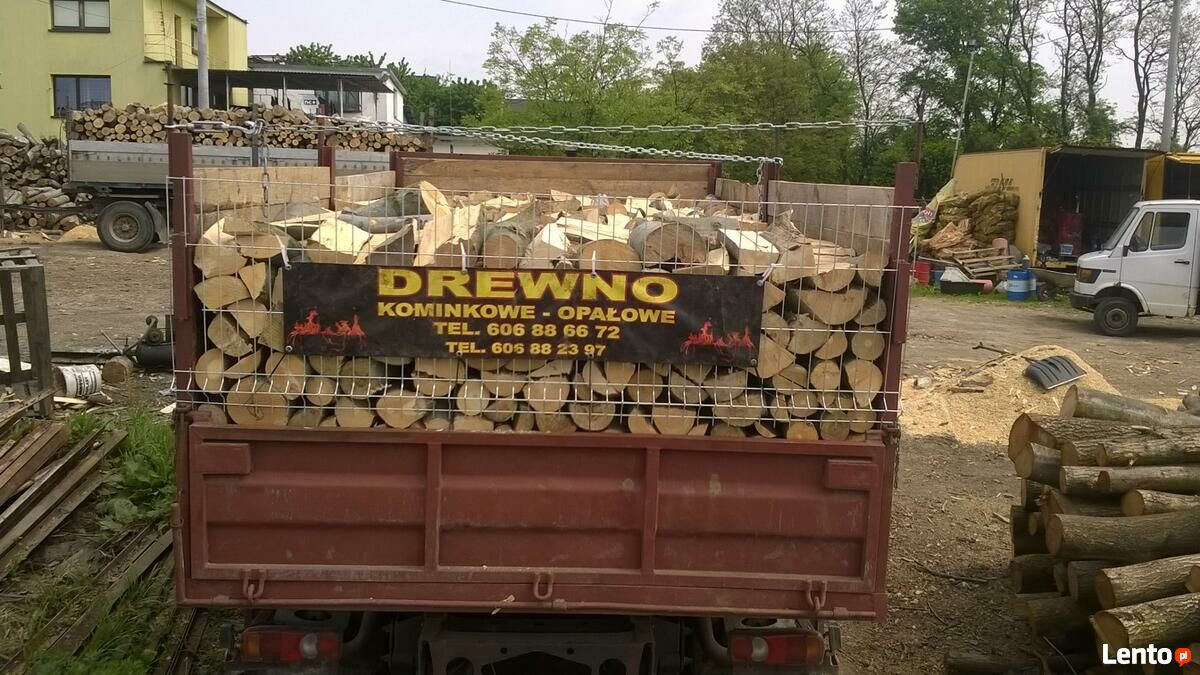 DREWNO
KOMINKOWE - OPAŁOWE
TEL. 606 88 66 72
TEL. 606 88 23 97
Lento pl